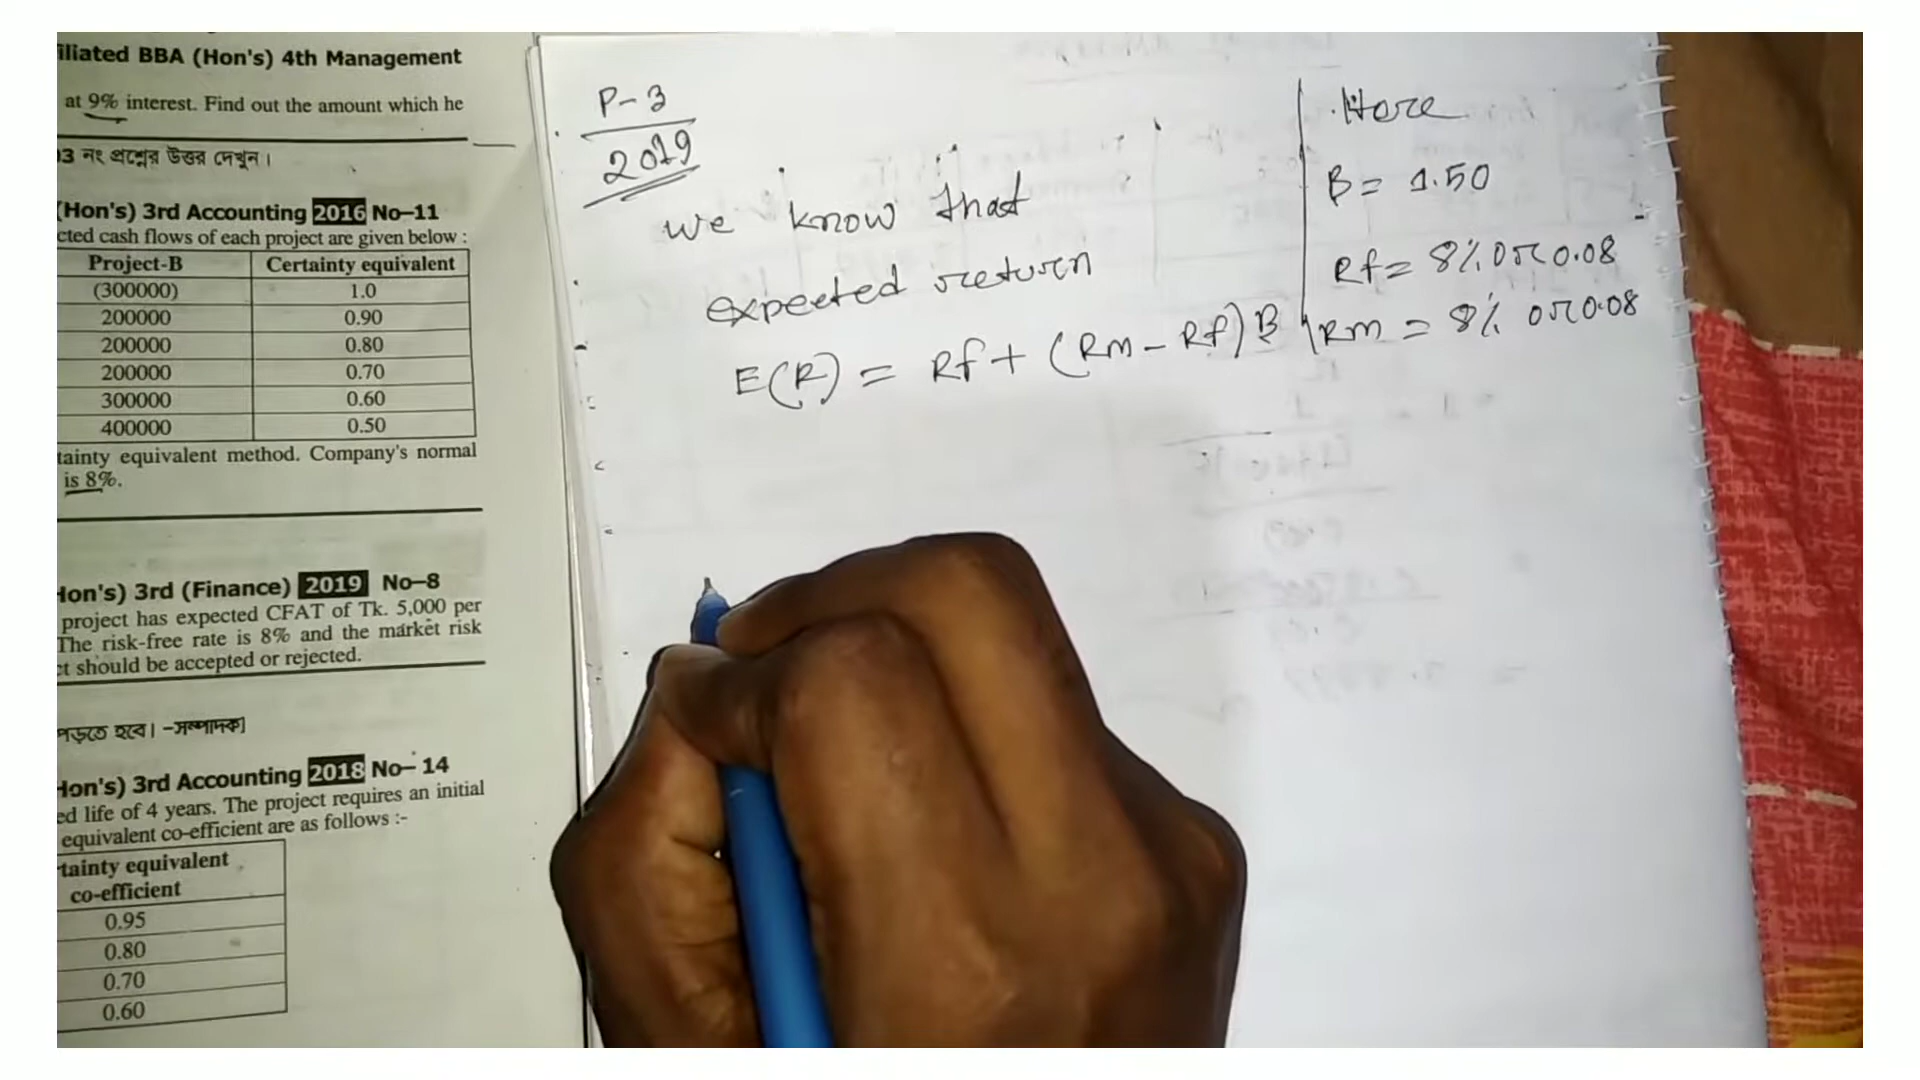 iliated BBA (Hon's) 4th Management
at 9% interest. Find out the amount which he
3 নং প্রশ্নের উত্তর দেখুন।
(Hon's) 3rd Accounting 2016 No–11
cted cash flows of each project are given below :
Project-B Certainty equivalent
(300000) 1.0
200000 0.90
200000 0.80
200000 0.70
300000 0.60
400000 0.50
tainty equivalent method. Company's normal
is 8%.
Hon's) 3rd (Finance) 2019 No–8
project has expected CFAT of Tk. 5,000 per
The risk-free rate is 8% and the market risk
ct should be accepted or rejected.
পড়তে হবে। –সম্পাদক]
Hon's) 3rd Accounting 2018 No– 14
ed life of 4 years. The project requires an initial
equivalent co-efficient are as follows :-
tainty equivalent
co-efficient
0.95
0.80
0.70
0.60
P-3
2019
we know that
expected return
E(R) = Rf + (Rm - Rf) B
Here
B = 1.50
Rf = 8% or 0.08
Rm = 8% or 0.08